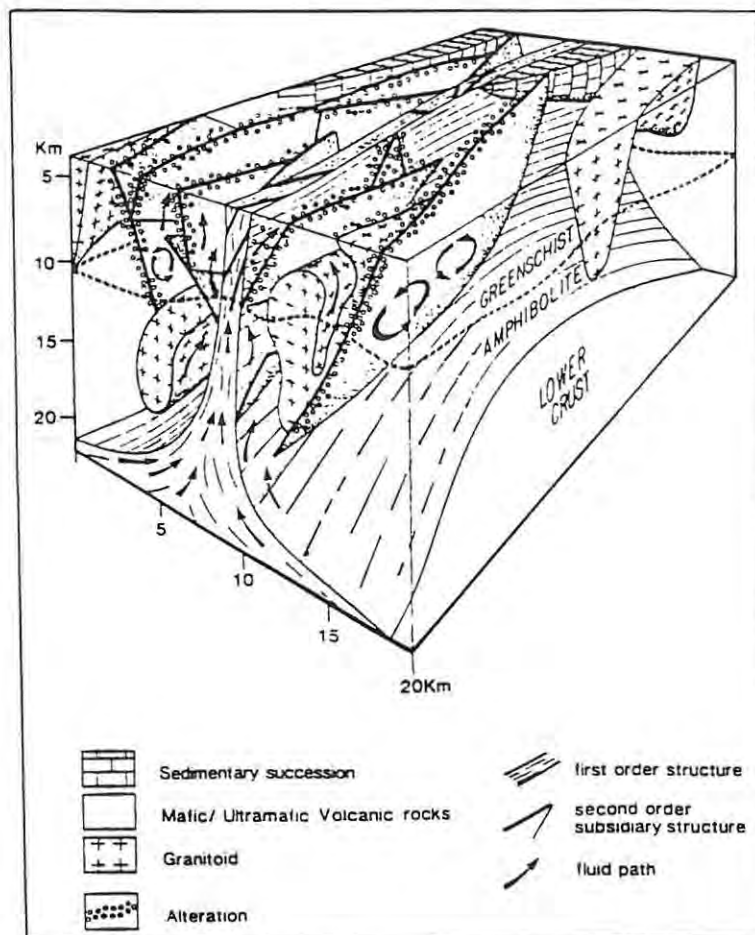 Km
5
10
15
20
GREENSCHIST
AMPHIBOLITE
LOWER
CRUST
5
10
15
20Km
Sedimentary succession
Mafic/ Ultramafic Volcanic rocks
Granitoid
Alteration
first order structure
second order
subsidiary structure
fluid path